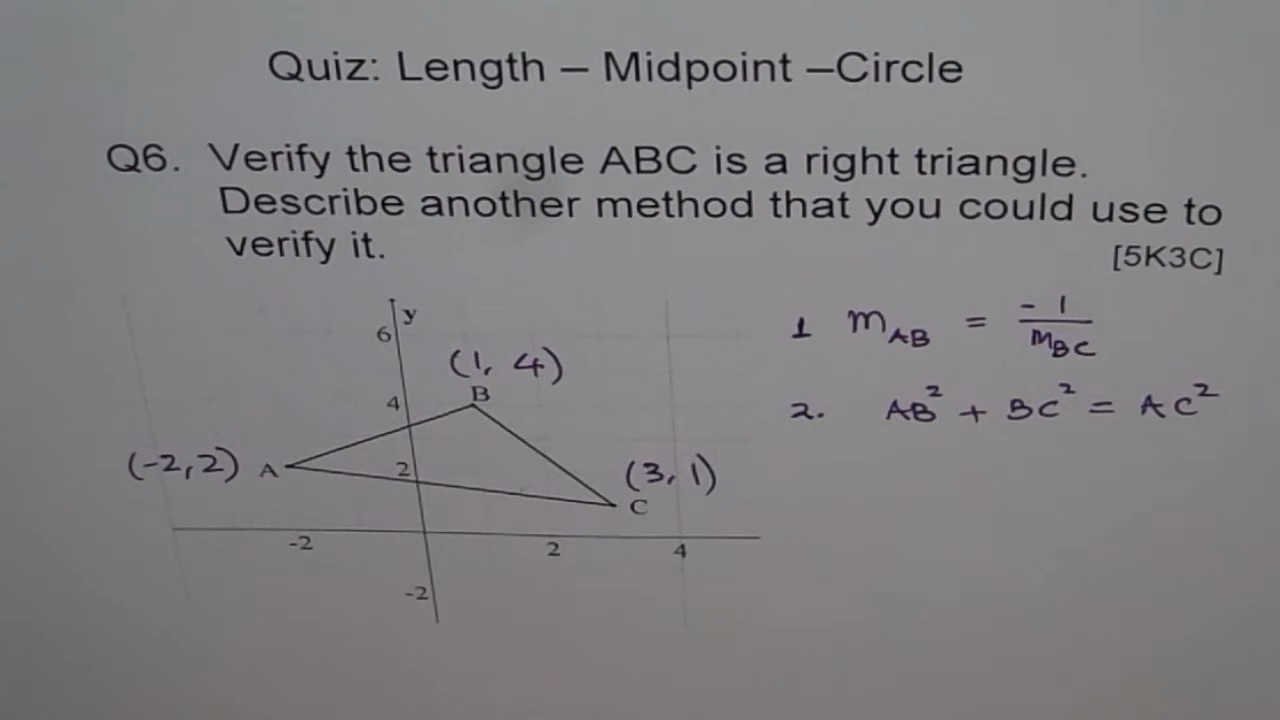 Quiz: Length – Midpoint –Circle
Q6. Verify the triangle ABC is a right triangle.
Describe another method that you could use to
verify it.
[5K3C]
y
6
(1, 4)
B
4
(-2, 2) A
2
(3, 1)
C
-2
2
4
-2
1 mAB = -1/mBC
2. AB² + BC² = AC²